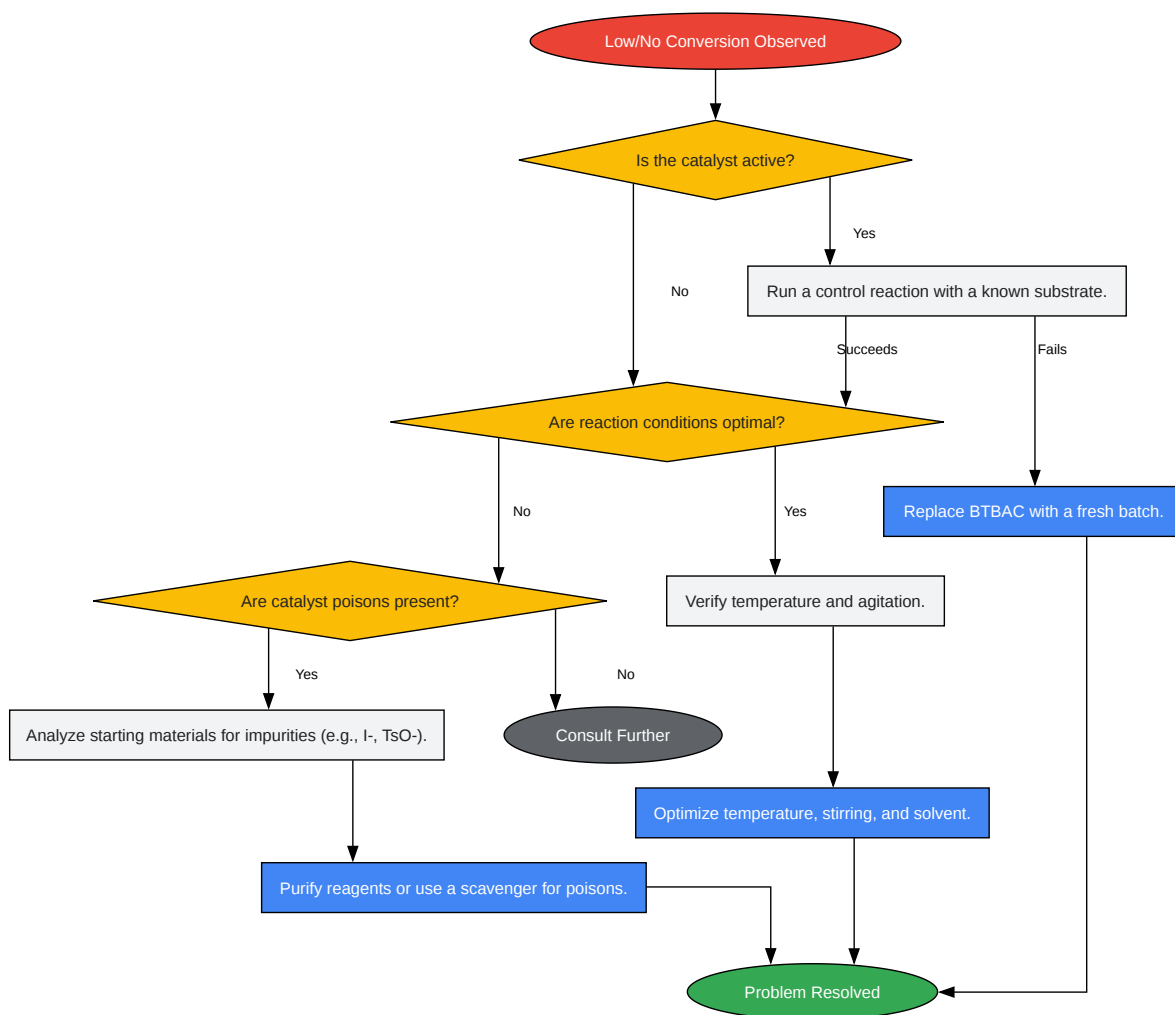 Low/No Conversion Observed
Is the catalyst active?
Yes
No
Run a control reaction with a known substrate.
Succeeds
Fails
Are reaction conditions optimal?
No
Yes
Replace BTBAC with a fresh batch.
Are catalyst poisons present?
Verify temperature and agitation.
Yes
No
Analyze starting materials for impurities (e.g., I-, TsO-).
Consult Further
Optimize temperature, stirring, and solvent.
Purify reagents or use a scavenger for poisons.
Problem Resolved